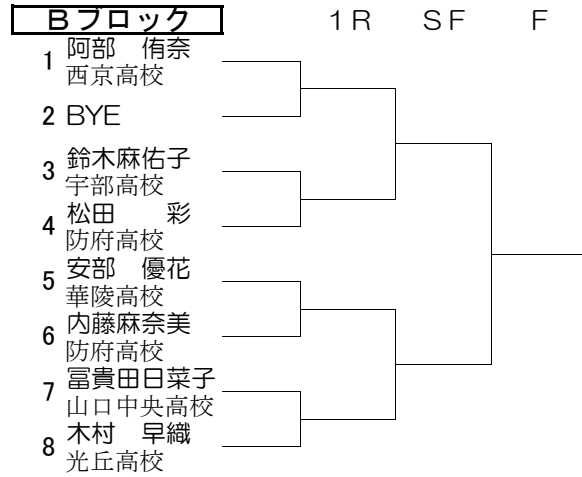 Bブロック 1R SF F
1 阿部 侑奈
西京高校
2 BYE
3 鈴木麻佑子
宇部高校
4 松田 彩
防府高校
5 安部 優花
華陵高校
6 内藤麻奈美
防府高校
7 冨貴田日菜子
山口中央高校
8 木村 早織
光丘高校